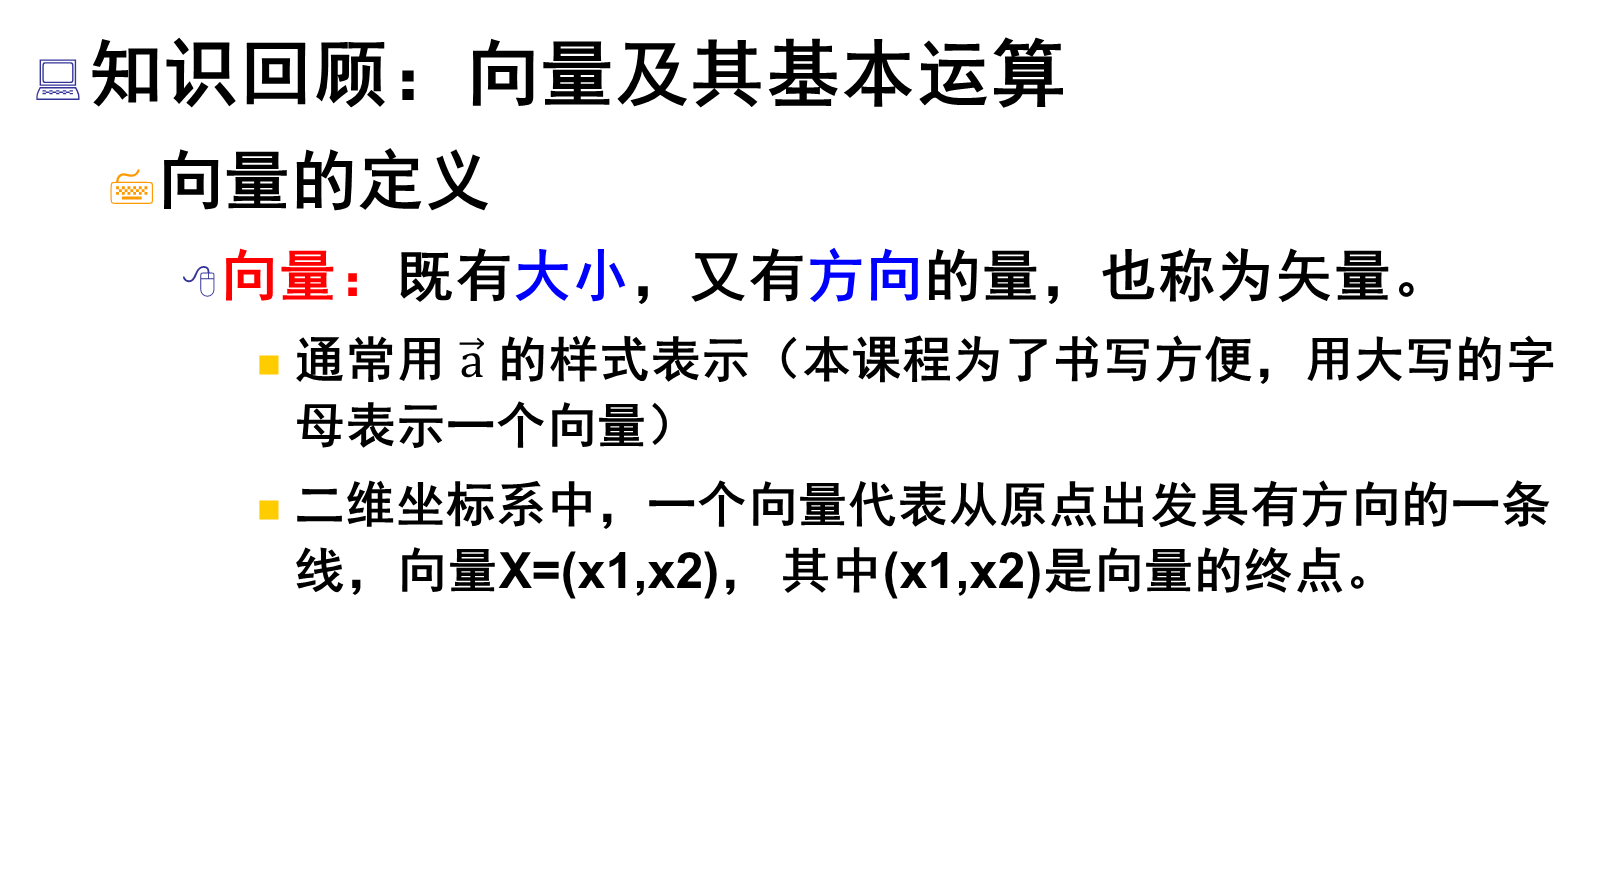 知识回顾：向量及其基本运算
向量的定义
向量：既有大小，又有方向的量，也称为矢量。
通常用 a⃗ 的样式表示（本课程为了书写方便，用大写的字
母表示一个向量）
二维坐标系中，一个向量代表从原点出发具有方向的一条
线，向量X=(x1,x2)， 其中(x1,x2)是向量的终点。